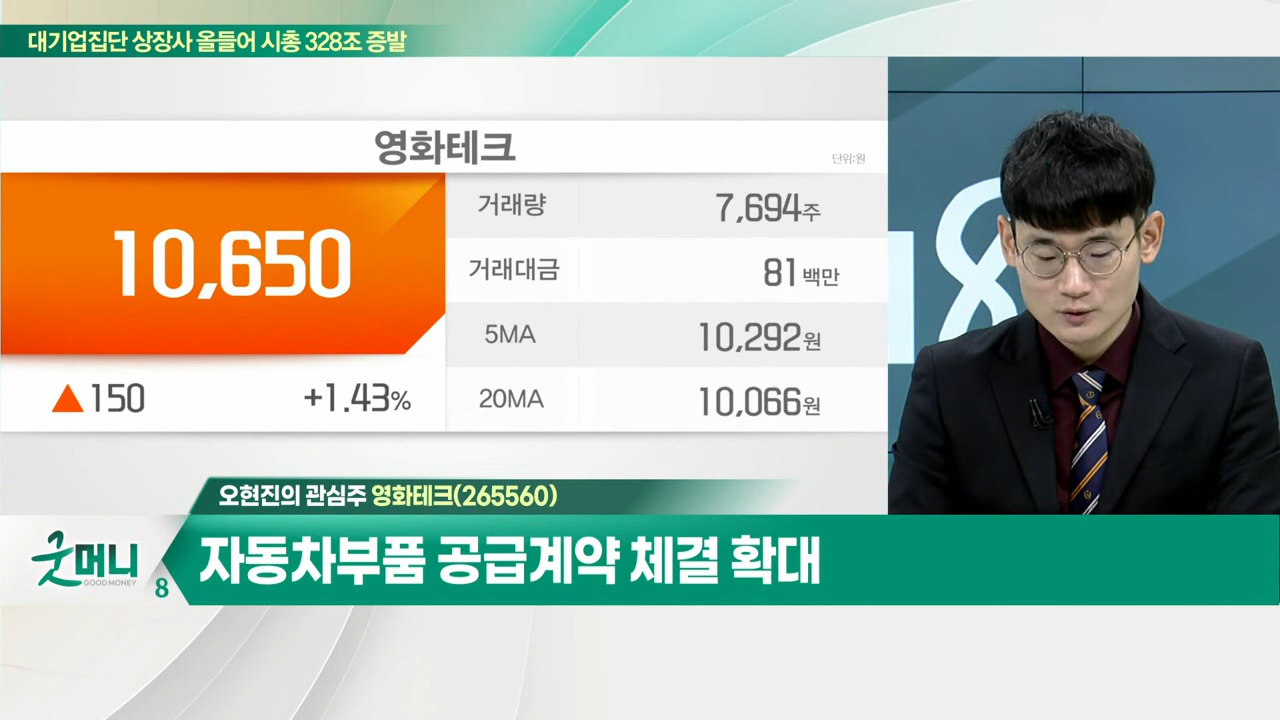 대기업집단 상장사 올들어 시총 328조 증발
영화테크
단위:원
10,650
▲150 +1.43%
거래량 7,694주
거래대금 81백만
5MA 10,292원
20MA 10,066원
8
오현진의 관심주 영화테크(265560)
굿머니
GOOD MONEY
8
자동차부품 공급계약 체결 확대